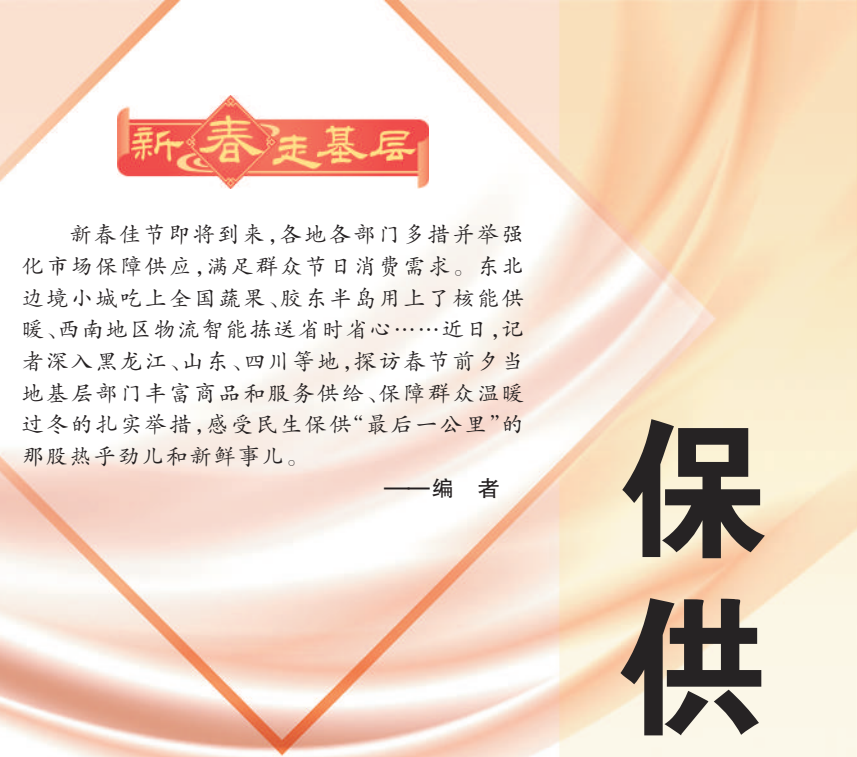 新春走基层
新春佳节即将到来,各地各部门多措并举强
化市场保障供应,满足群众节日消费需求。东北
边境小城吃上全国蔬果、胶东半岛用上了核能供
暖、西南地区物流智能拣送省时省心……近日,记
者深入黑龙江、山东、四川等地,探访春节前夕当
地基层部门丰富商品和服务供给、保障群众温暖
过冬的扎实举措,感受民生保供“最后一公里”的
那股热乎劲儿和新鲜事儿。
——编 者
保
供